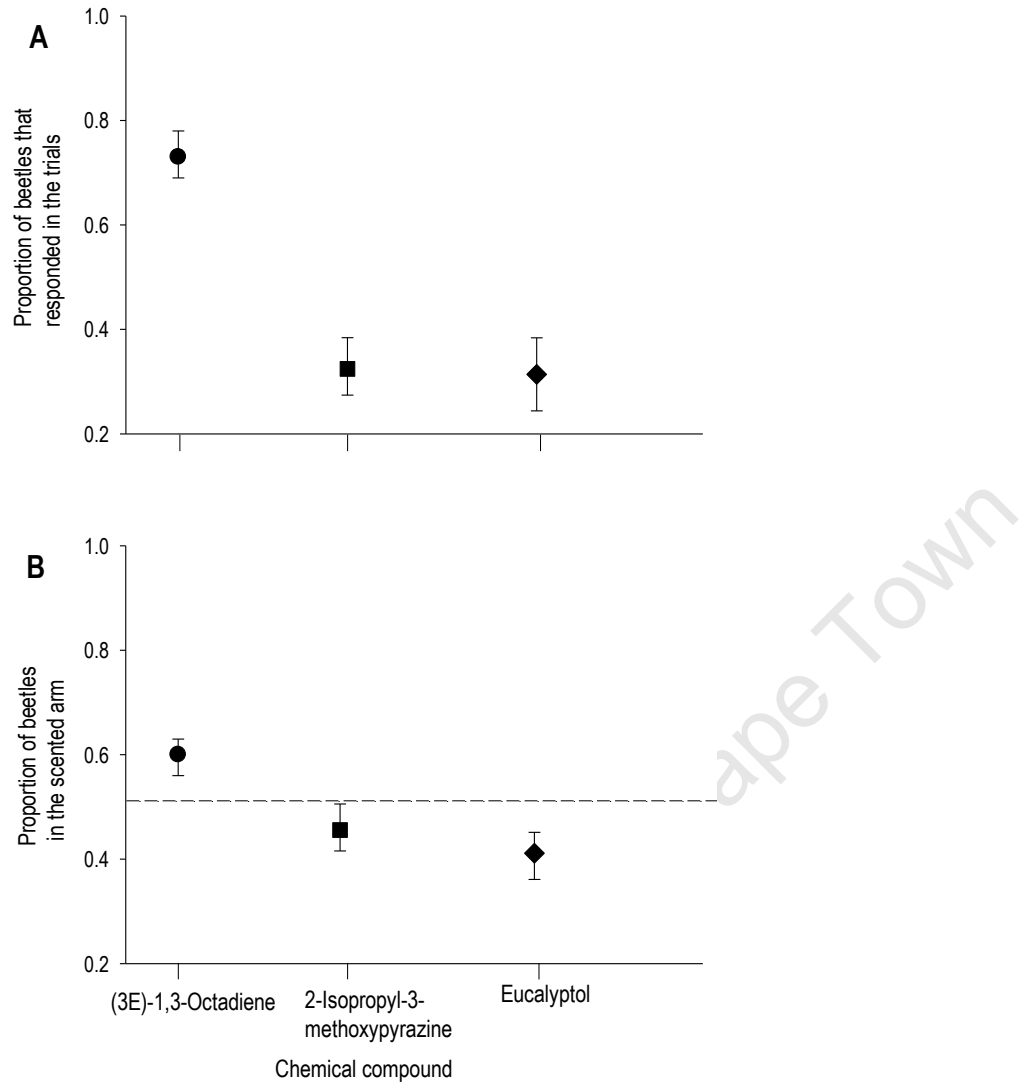 A
1.0
0.8
0.6
0.4
0.2
Proportion of beetles that
responded in the trials
B
1.0
0.8
0.6
0.4
0.2
Proportion of beetles
in the scented arm
(3E)-1,3-Octadiene
2-Isopropyl-3-
methoxypyrazine
Eucalyptol
Chemical compound
ape Town